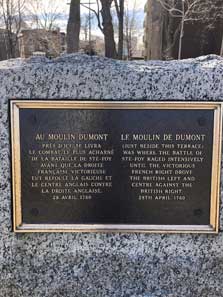 AU MOULIN DUMONT
PRÈS D'ICI SE LIVRA
LE COMBAT LE PLUS ACHARNÉ
DE LA BATAILLE DE STE-FOY
AVANT QUE LA DROITE
FRANÇAISE VICTORIEUSE
EUT REFOULÉ LA GAUCHE ET
LE CENTRE ANGLAIS CONTRE
LA DROITE ANGLAISE.
28 AVRIL 1760
LE MOULIN DE DUMONT
(JUST BESIDE THIS TERRACE)
WAS WHERE THE BATTLE OF
STE-FOY RAGED INTENSIVELY
UNTIL THE VICTORIOUS
FRENCH RIGHT DROVE
THE BRITISH LEFT AND
CENTRE AGAINST THE
BRITISH RIGHT.
28TH APRIL 1760